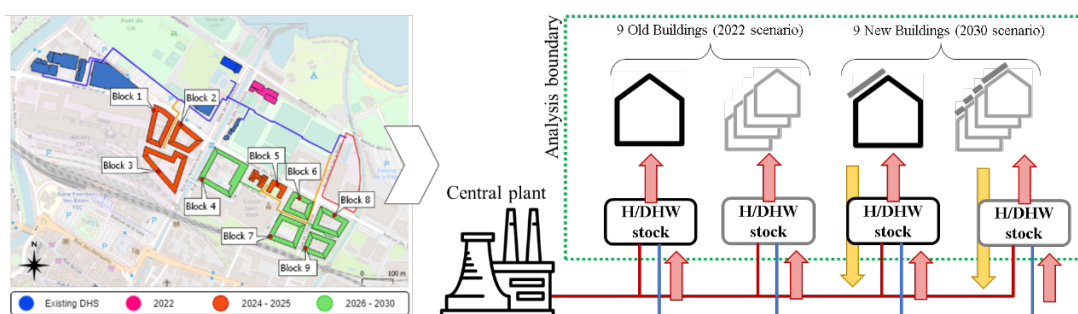 Block 1
Block 2
Block 3
Block 4
Block 5
Block 6
Block 7
Block 8
Block 9
N
0
100 m
Existing DHS
2022
2024 - 2025
2026 - 2030
Analysis boundary
9 Old Buildings (2022 scenario)
9 New Buildings (2030 scenario)
Central plant
H/DHW
stock
H/DHW
stock
H/DHW
stock
H/DHW
stock